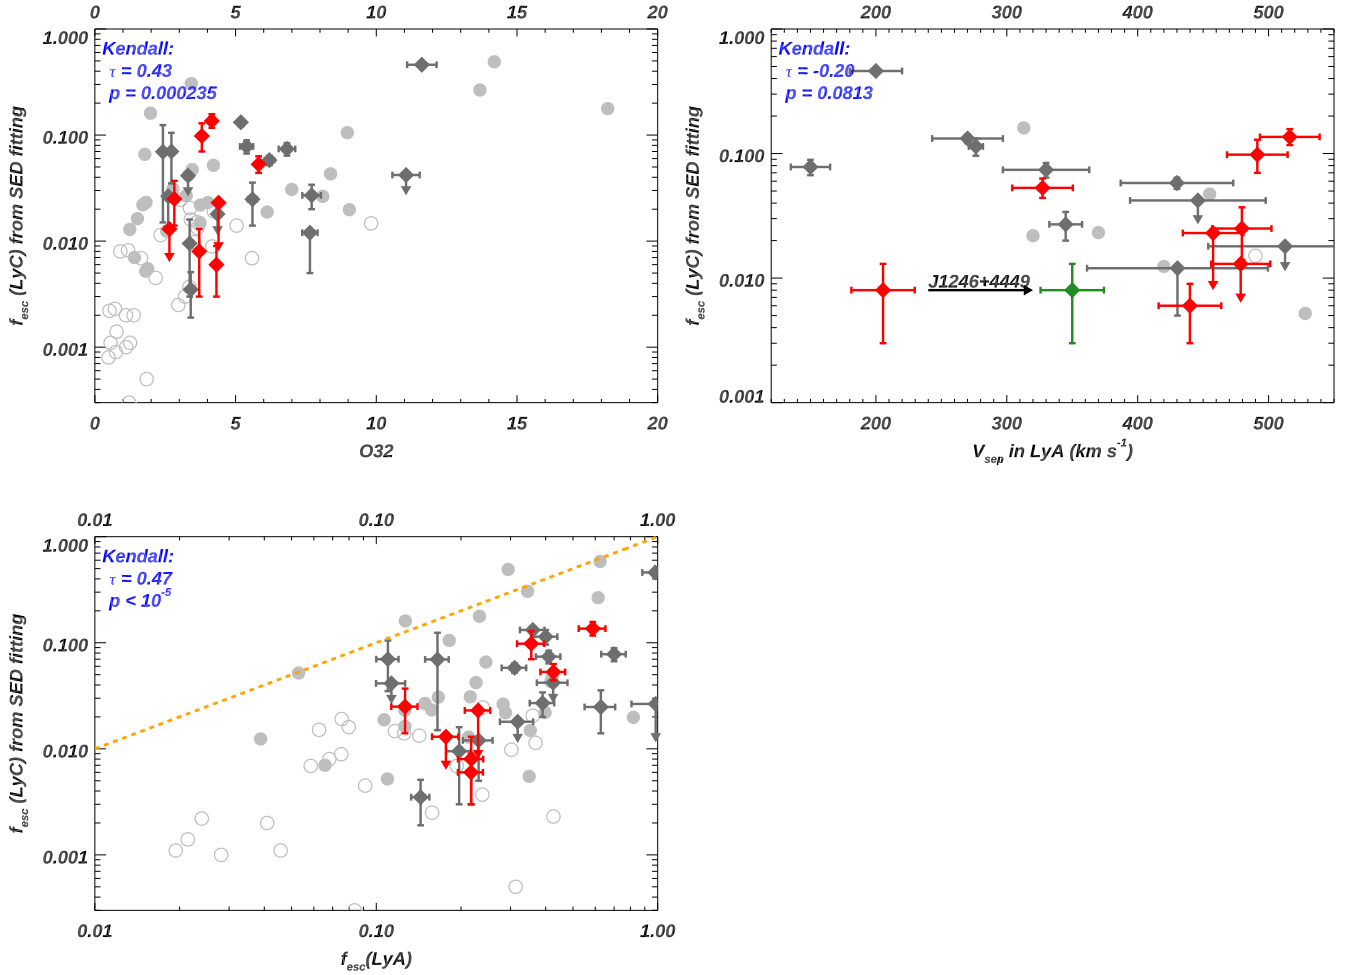 0 5 10 15 20
1.000
0.100
0.010
0.001
Kendall:
τ = 0.43
p = 0.000235
f_esc (LyC) from SED fitting
0 5 10 15 20
O32
200 300 400 500
1.000
0.100
0.010
0.001
Kendall:
τ = -0.20
p = 0.0813
J1246+4449
f_esc (LyC) from SED fitting
200 300 400 500
V_sep in LyA (km s^-1)
0.01 0.10 1.00
1.000
0.100
0.010
0.001
Kendall:
τ = 0.47
p < 10^-5
f_esc (LyC) from SED fitting
0.01 0.10 1.00
f_esc(LyA)